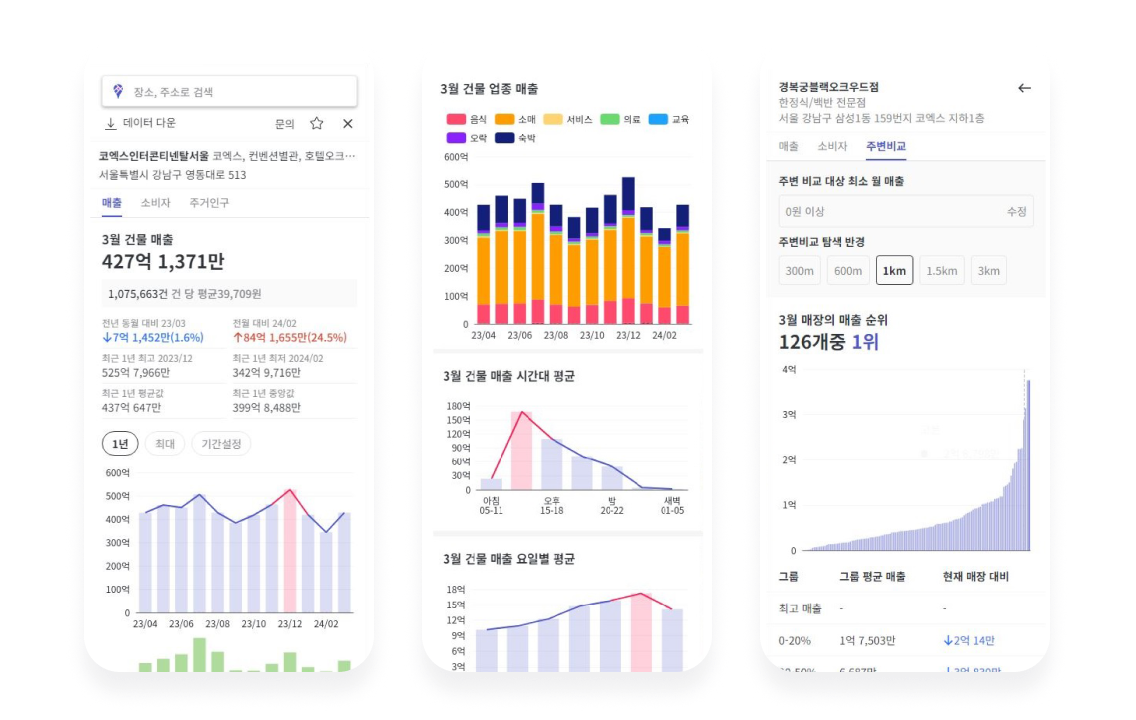 장소, 주소로 검색
데이터 다운 문의
코엑스인터콘티넨탈서울 코엑스, 컨벤션별관, 호텔오크…
서울특별시 강남구 영동대로 513
매출 소비자 주거인구
3월 건물 매출
427억 1,371만
1,075,663건 건 당 평균39,709원
전년 동월 대비 23/03 전월 대비 24/02
↓7억 1,452만(1.6%) ↑84억 1,655만(24.5%)
최근 1년 최고 2023/12 최근 1년 최저 2024/02
525억 7,966만 342억 9,716만
최근 1년 평균값 최근 1년 중앙값
437억 647만 399억 8,488만
1년 최대 기간설정
600억
500억
400억
300억
200억
100억
0
23/04 23/06 23/08 23/10 23/12 24/02
3월 건물 업종 매출
음식 소매 서비스 의료 교육
오락 숙박
600억
500억
400억
300억
200억
100억
0
23/04 23/06 23/08 23/10 23/12 24/02
3월 건물 매출 시간대 평균
180억
150억
120억
90억
60억
30억
0
아침 오후 밤 새벽
05-11 15-18 20-22 01-05
3월 건물 매출 요일별 평균
18억
15억
12억
9억
6억
3억
경복궁블랙오크우드점 ←
한정식/백반 전문점
서울 강남구 삼성1동 159번지 코엑스 지하1층
매출 소비자 주변비교
주변 비교 대상 최소 월 매출
0원 이상 수정
주변비교 탐색 반경
300m 600m 1km 1.5km 3km
3월 매장의 매출 순위
126개중 1위
4억
3억
2억
1억
0
그룹 그룹 평균 매출 현재 매장 대비
최고 매출 - -
0-20% 1억 7,503만 ↓2억 14만